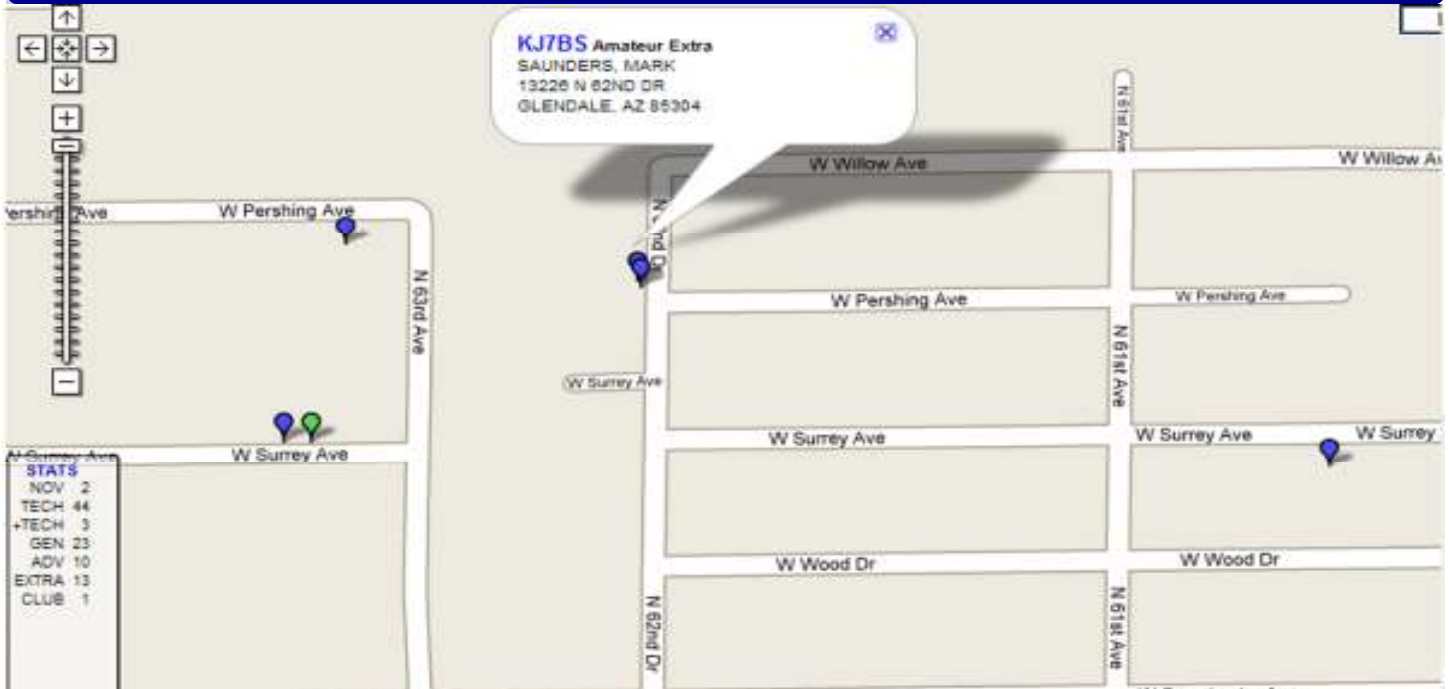 KJ7BS Amateur Extra
SAUNDERS, MARK
13226 N 62ND DR
GLENDALE, AZ 85304
N 61st Ave
W Willow Ave
W Willow
W Pershing Ave
Ave
N 63rd Ave
W Pershing Ave
W Pershing Ave
W Surrey Ave
N 61st Ave
W Surrey Ave
W Surrey Ave
W Surrey
W Surrey Ave
W Surrey Ave
STATS
NOV 2
TECH 44
+TECH 3
GEN 23
ADV 10
EXTRA 13
CLUB 1
W Wood Dr
W Wood Dr
N 62nd Dr
N 61st Ave